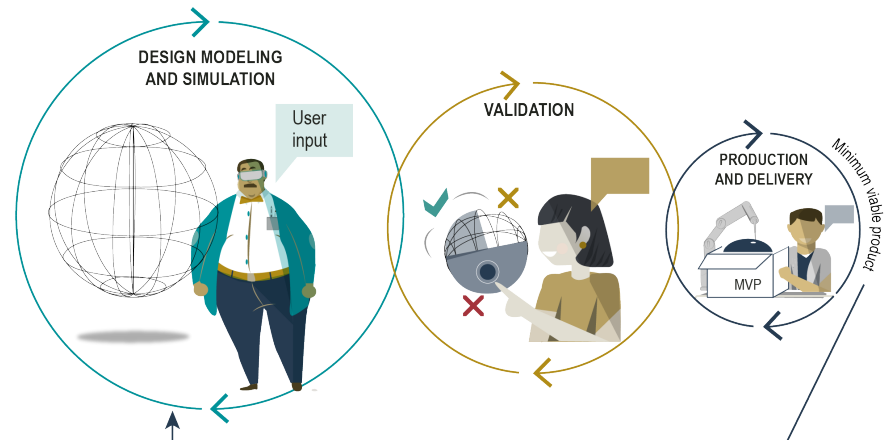 DESIGN MODELING
AND SIMULATION
User
input
VALIDATION
PRODUCTION
AND DELIVERY
MVP
Minimum viable product